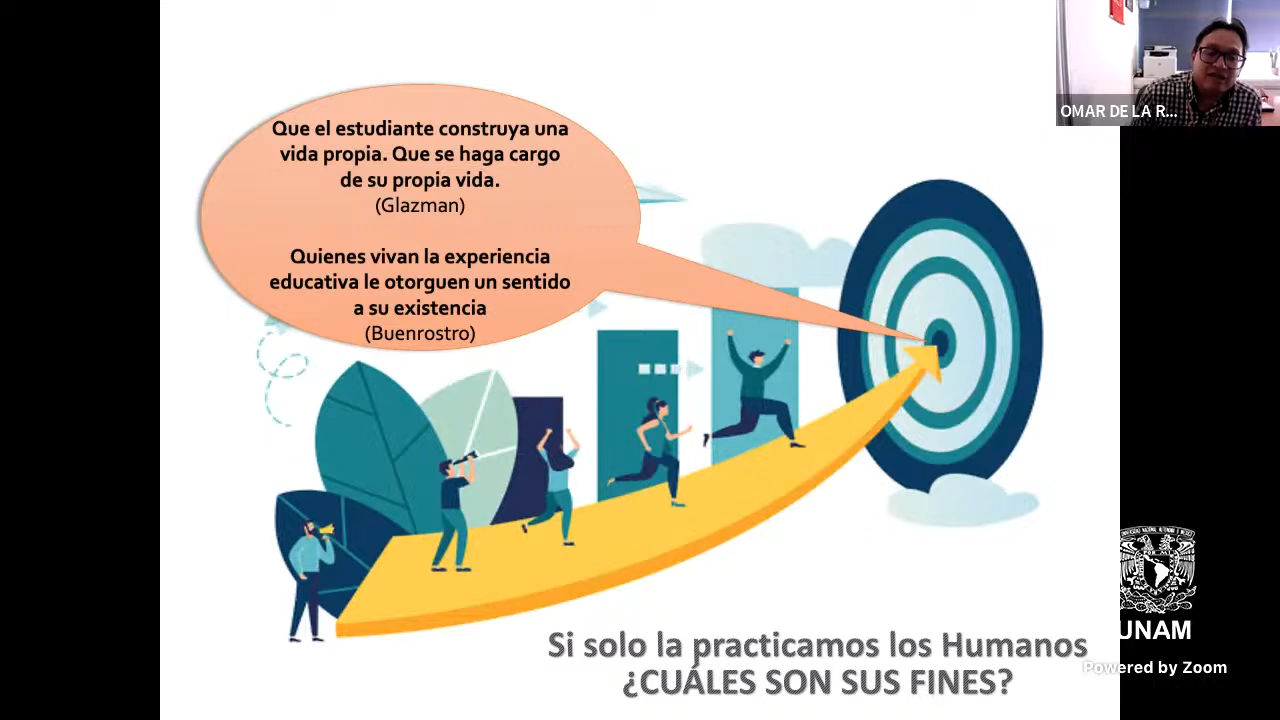 Que el estudiante construya una
vida propia. Que se haga cargo
de su propia vida.
(Glazman)
Quienes vivan la experiencia
educativa le otorguen un sentido
a su existencia
(Buenrostro)
OMAR DE LA R...
Si solo la practicamos los Humanos
¿CUÁLES SON SUS FINES?
UNAM
Powered by Zoom